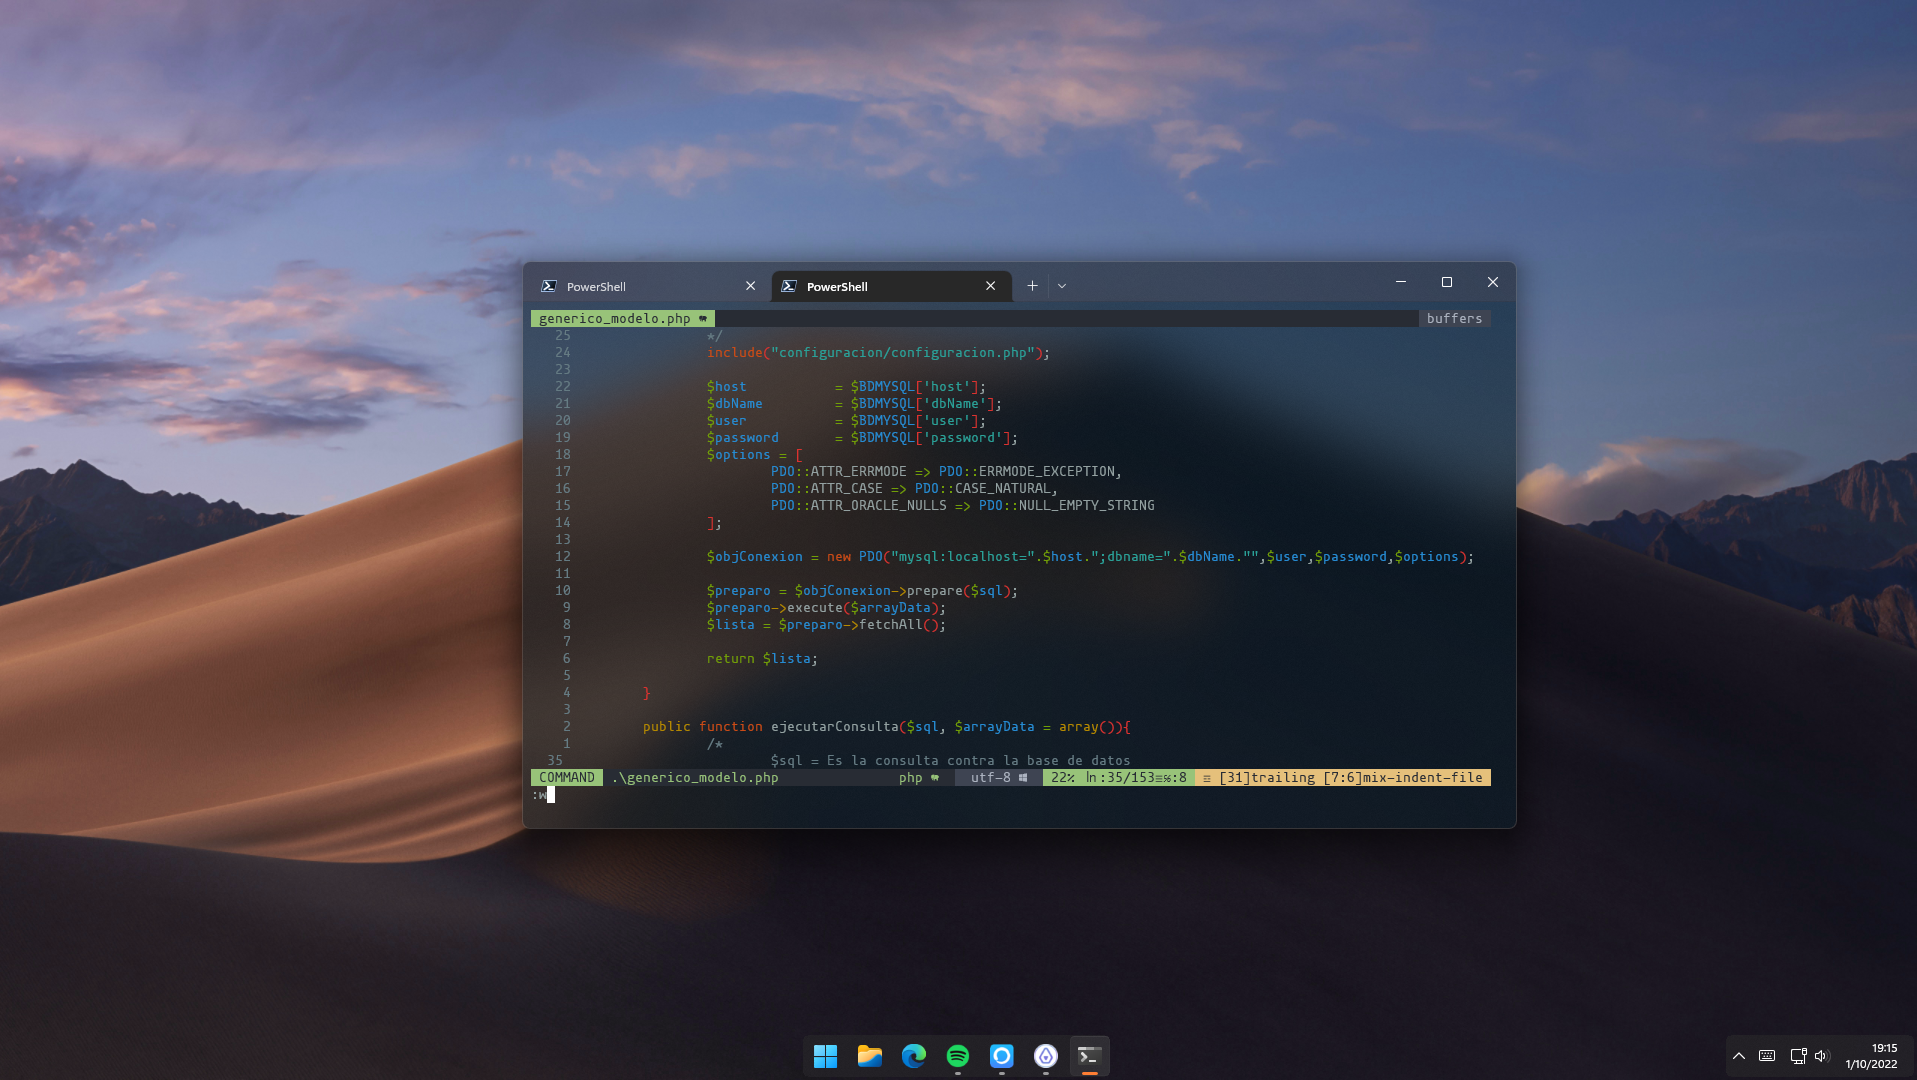 PowerShell
PowerShell
generico_modelo.php
buffers
25 */
24 include("configuracion/configuracion.php");
23
22 $host = $BDMYSQL['host'];
21 $dbName = $BDMYSQL['dbName'];
20 $user = $BDMYSQL['user'];
19 $password = $BDMYSQL['password'];
18 $options = [
17 PDO::ATTR_ERRMODE => PDO::ERRMODE_EXCEPTION,
16 PDO::ATTR_CASE => PDO::CASE_NATURAL,
15 PDO::ATTR_ORACLE_NULLS => PDO::NULL_EMPTY_STRING
14 ];
13
12 $objConexion = new PDO("mysql:localhost=".$host.";dbname=".$dbName."",$user,$password,$options);
11
10 $preparo = $objConexion->prepare($sql);
9 $preparo->execute($arrayData);
8 $lista = $preparo->fetchAll();
7
6 return $lista;
5
4 }
3
2 public function ejecutarConsulta($sql, $arrayData = array()){
1 /*
35 $sql = Es la consulta contra la base de datos
COMMAND .\generico_modelo.php php utf-8 22% ln:35/153≡%:8 [31]trailing [7:6]mix-indent-file
:w
19:15
1/10/2022